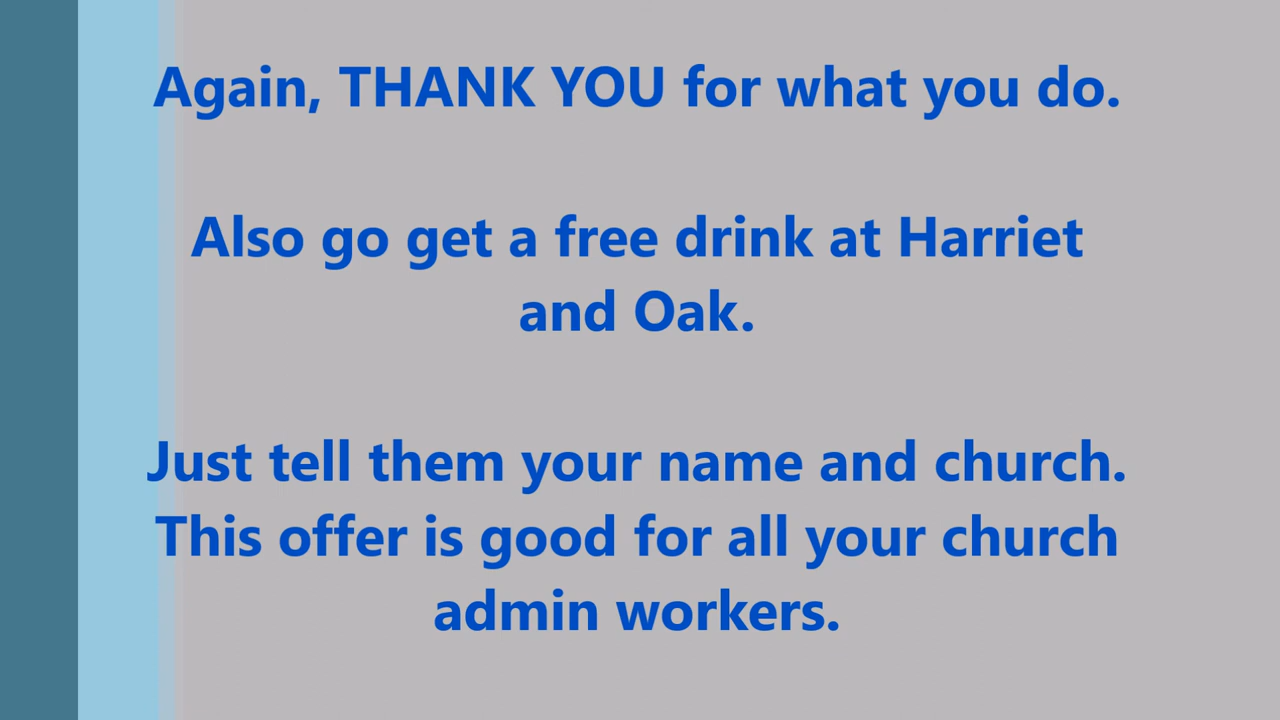 Again, THANK YOU for what you do.
Also go get a free drink at Harriet
and Oak.
Just tell them your name and church.
This offer is good for all your church
admin workers.